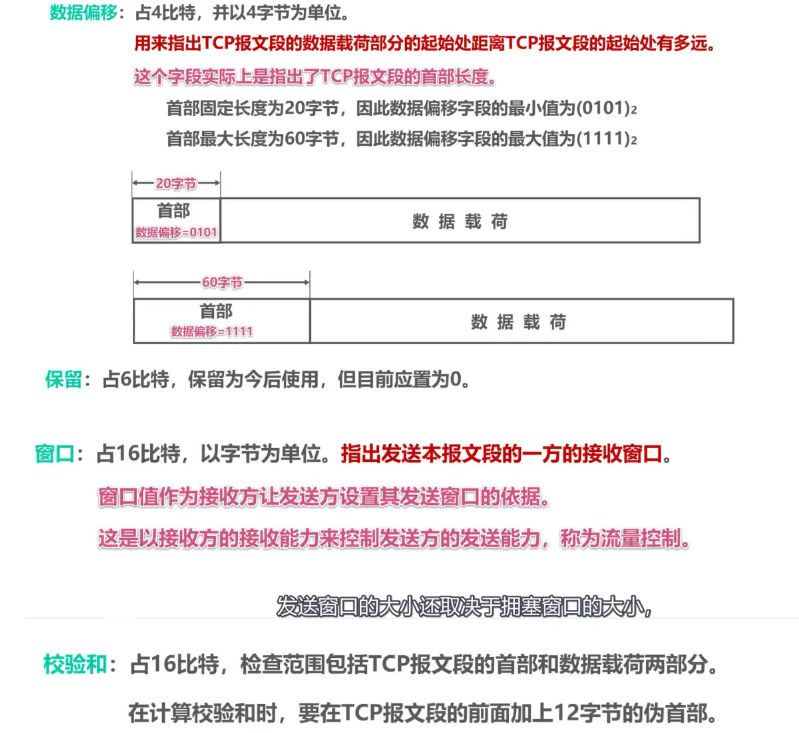 数据偏移：占4比特，并以4字节为单位。
用来指出TCP报文段的数据载荷部分的起始处距离TCP报文段的起始处有多远。
这个字段实际上是指出了TCP报文段的首部长度。
首部固定长度为20字节，因此数据偏移字段的最小值为(0101)₂
首部最大长度为60字节，因此数据偏移字段的最大值为(1111)₂
20字节
首部
数据偏移=0101
数 据 载 荷
60字节
首部
数据偏移=1111
数 据 载 荷
保留：占6比特，保留为今后使用，但目前应置为0。
窗口：占16比特，以字节为单位。指出发送本报文段的一方的接收窗口。
窗口值作为接收方让发送方设置其发送窗口的依据。
这是以接收方的接收能力来控制发送方的发送能力，称为流量控制。
发送窗口的大小还取决于拥塞窗口的大小，
校验和：占16比特，检查范围包括TCP报文段的首部和数据载荷两部分。
在计算校验和时，要在TCP报文段的前面加上12字节的伪首部。